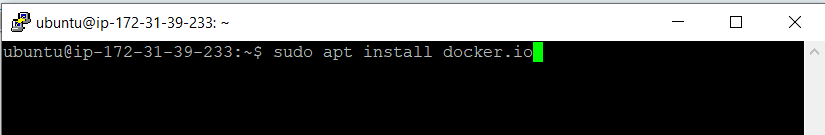 ubuntu@ip-172-31-39-233: ~
ubuntu@ip-172-31-39-233:~$ sudo apt install docker.io